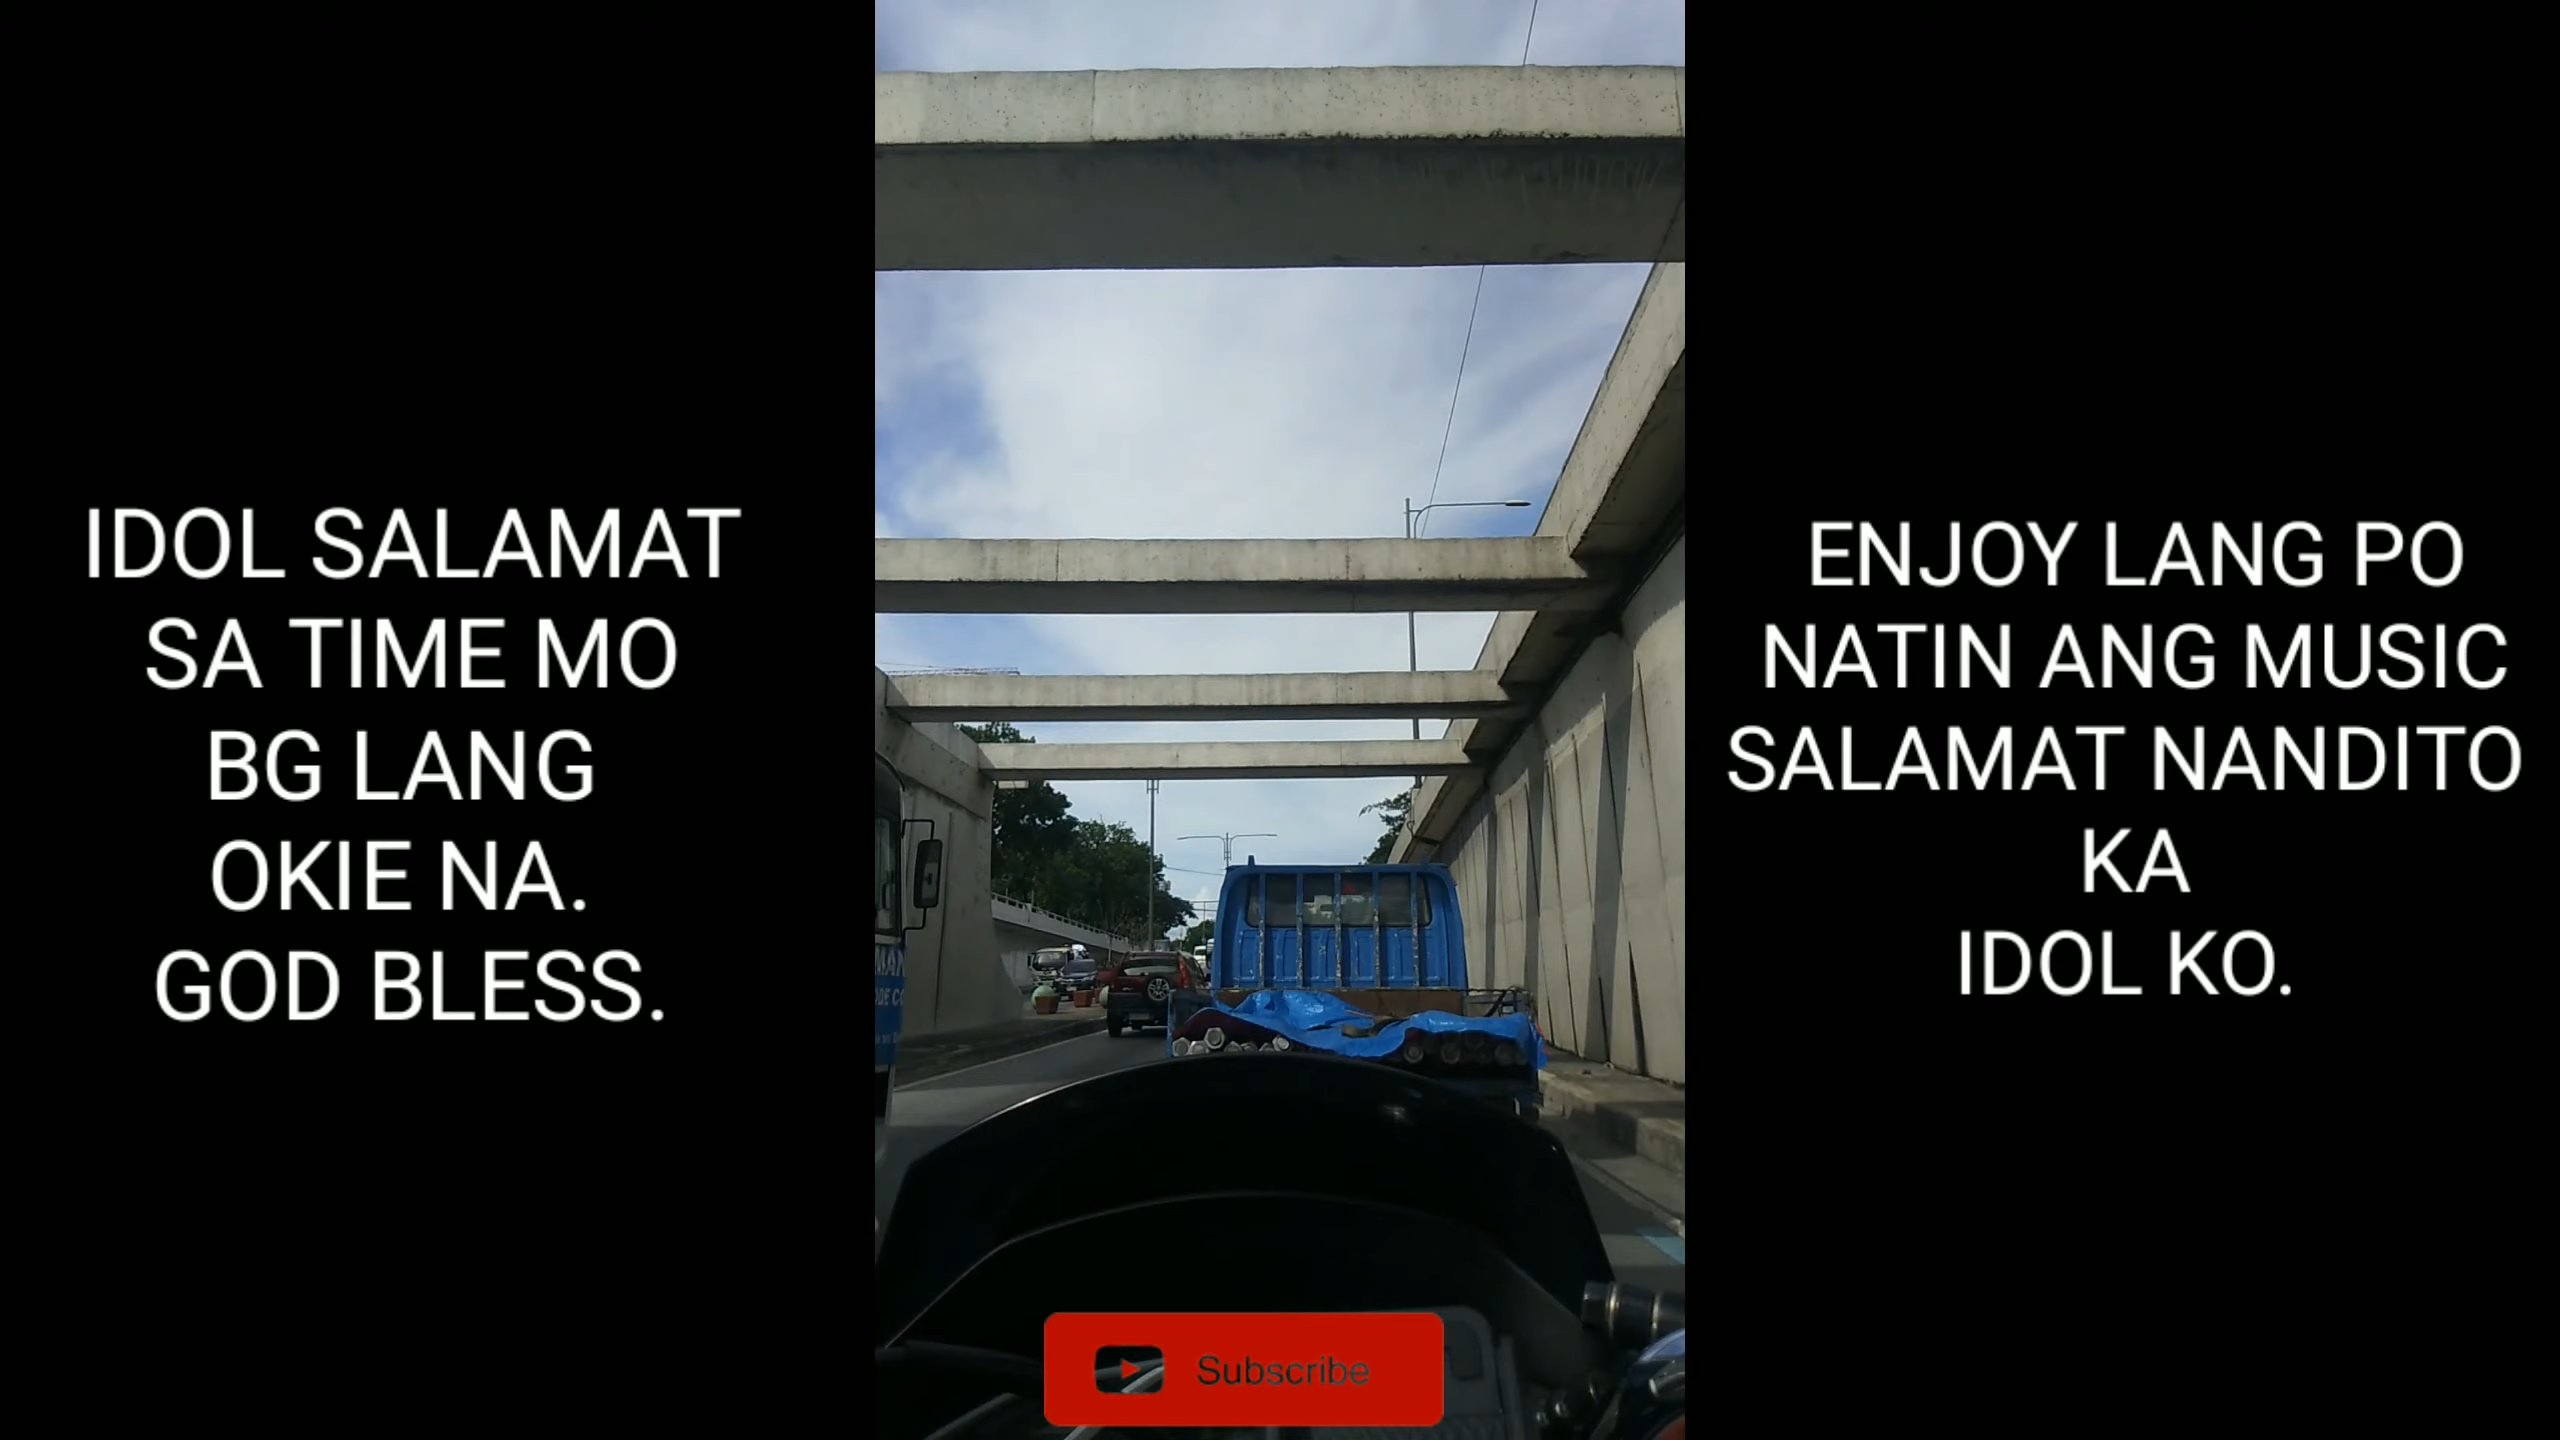 IDOL SALAMAT
SA TIME MO
BG LANG
OKIE NA.
GOD BLESS.
ENJOY LANG PO
NATIN ANG MUSIC
SALAMAT NANDITO
KA
IDOL KO.
Subscribe